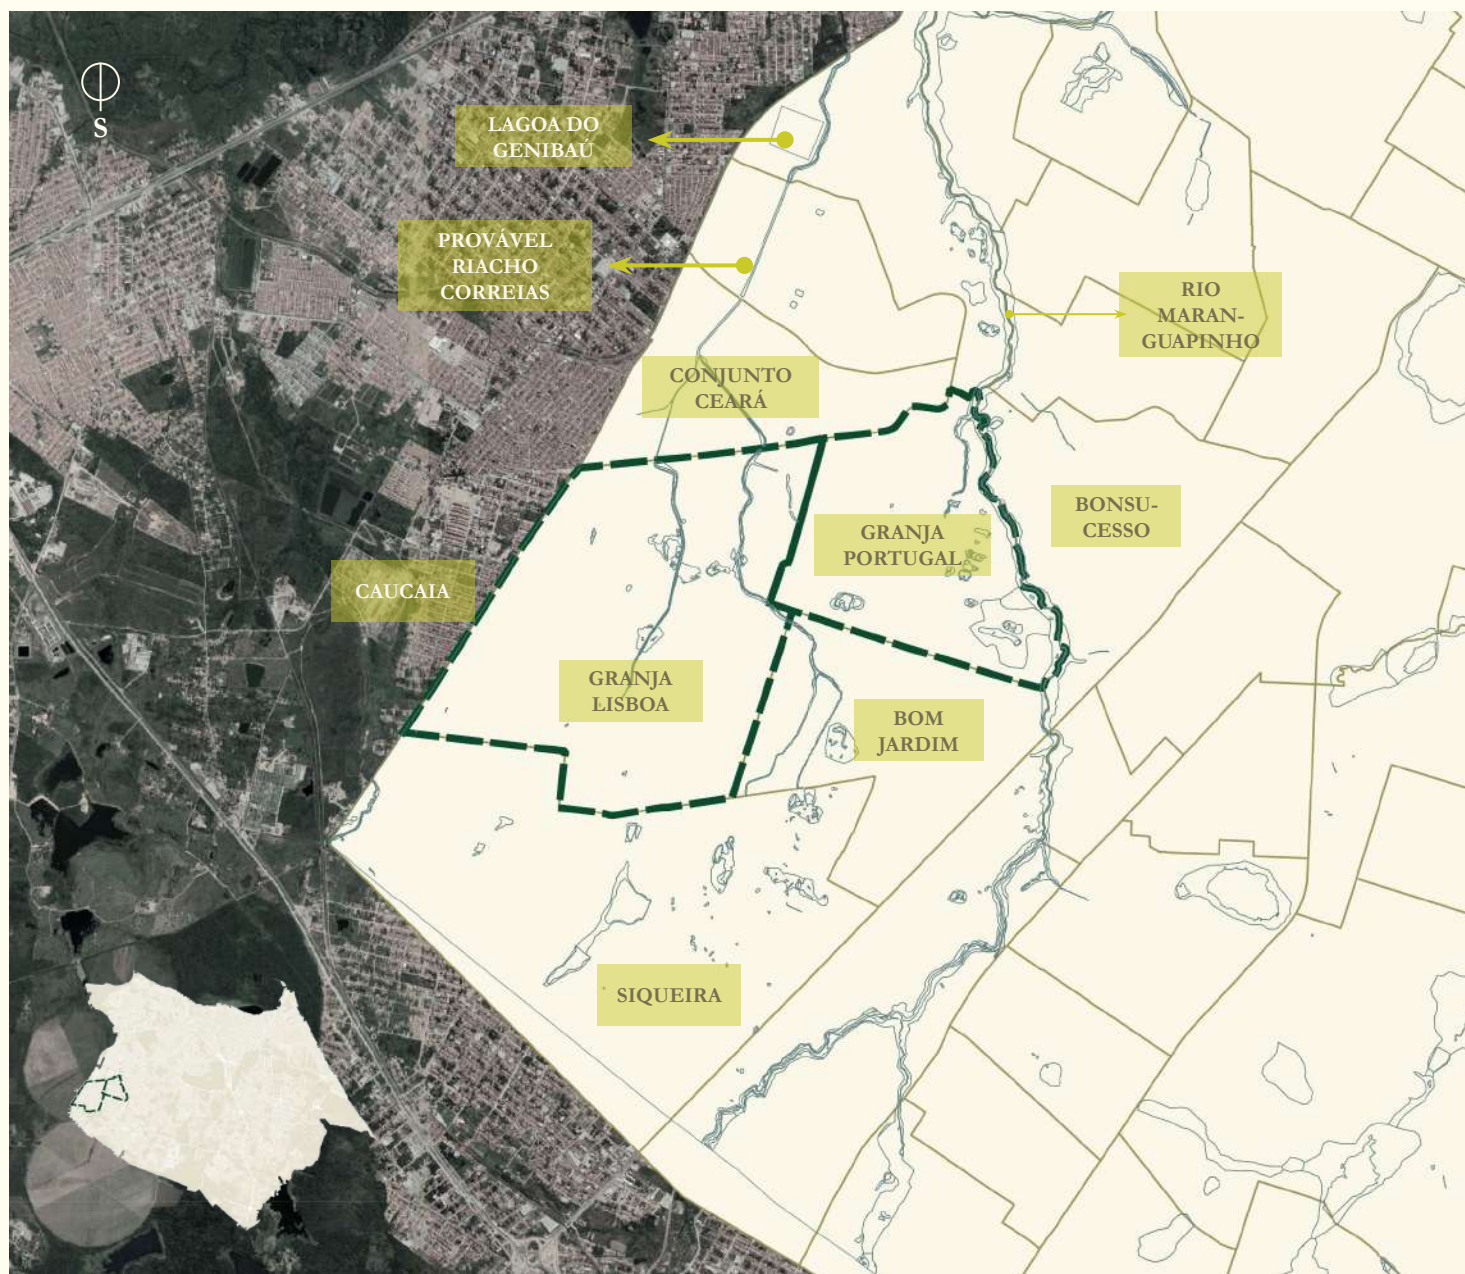 S
LAGOA DO
GENIBAÚ
PROVÁVEL
RIACHO
CORREIAS
RIO
MARAN-
GUAPINHO
CONJUNTO
CEARÁ
BONSU-
CESSO
GRANJA
PORTUGAL
CAUCAIA
GRANJA
LISBOA
BOM
JARDIM
SIQUEIRA